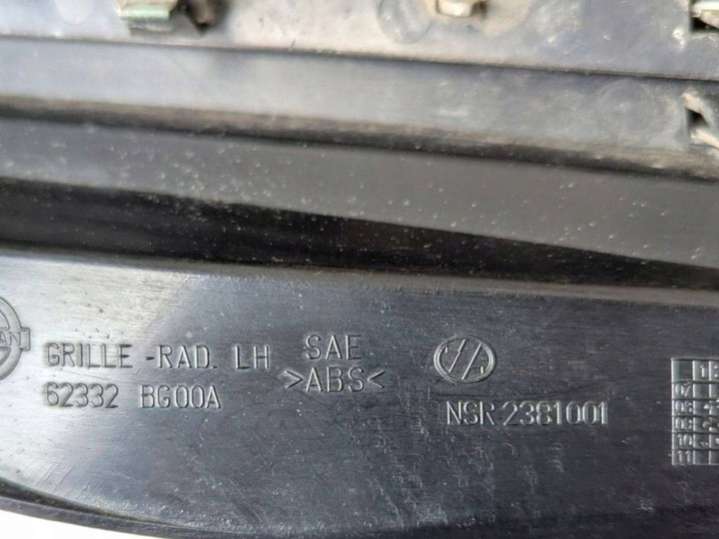 GRILLE -RAD. LH
62332 BG00A
SAE
>ABS<
NSR 2381001